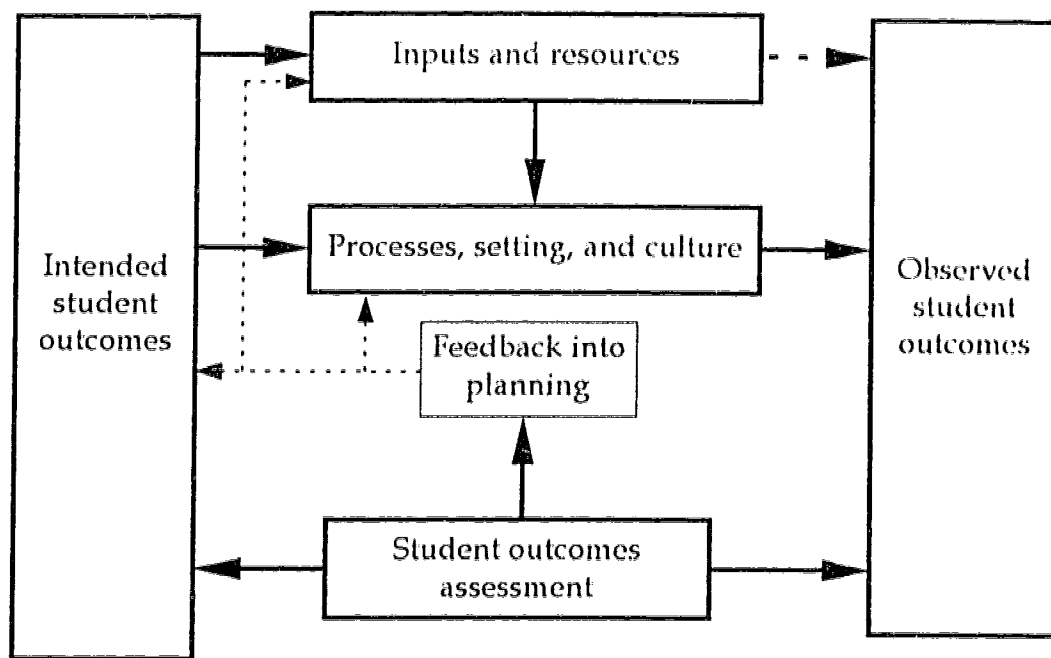 Inputs and resources
Processes, setting, and culture
Intended
student
outcomes
Observed
student
outcomes
Feedback into
planning
Student outcomes
assessment